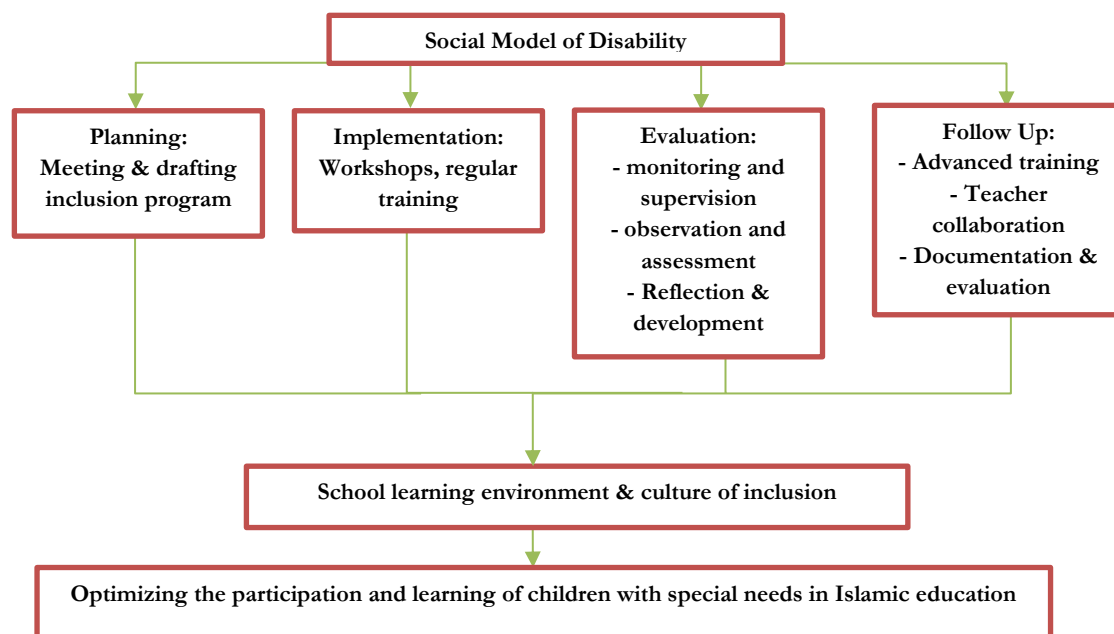 Social Model of Disability
Planning:
Meeting & drafting
inclusion program
Implementation:
Workshops, regular
training
Evaluation:
- monitoring and
supervision
- observation and
assessment
- Reflection &
development
Follow Up:
- Advanced training
- Teacher
collaboration
- Documentation &
evaluation
School learning environment & culture of inclusion
Optimizing the participation and learning of children with special needs in Islamic education